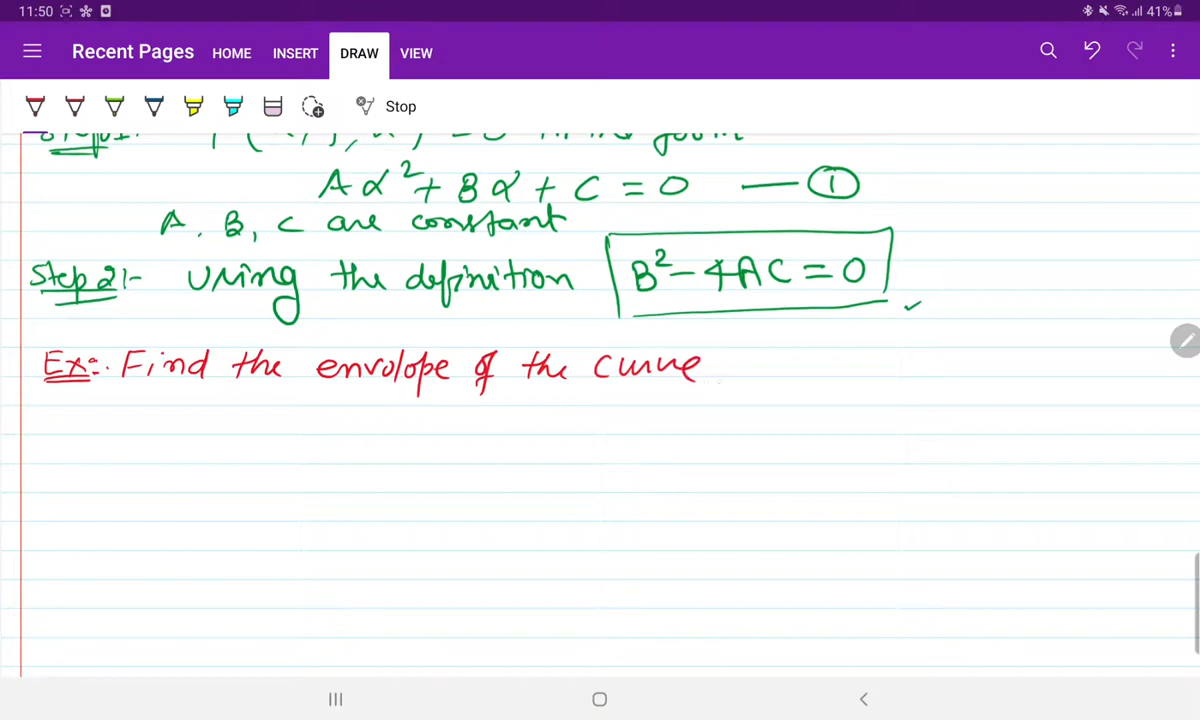 11:50 41%
Recent Pages HOME INSERT DRAW VIEW
Stop
Aα² + Bα + C = 0 — ①
A, B, C are constant
Step 2:- using the definition B² - 4AC = 0
Ex:- Find the envolope of the curve